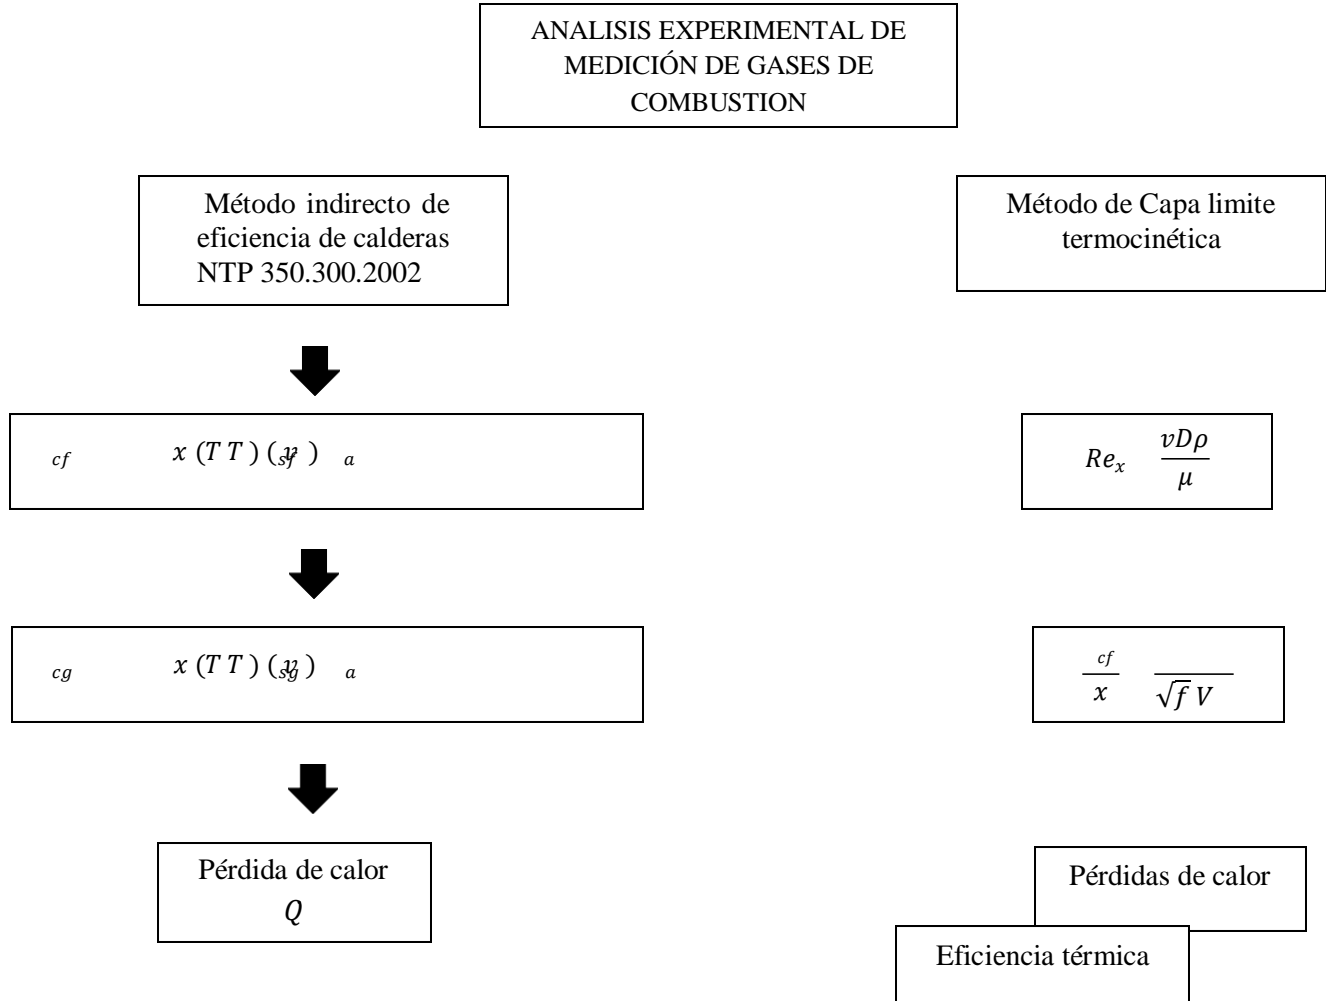 ANALISIS EXPERIMENTAL DE
MEDICIÓN DE GASES DE
COMBUSTION
Método indirecto de
eficiencia de calderas
NTP 350.300.2002
Método de Capa limite
termocinética
cf x (T T) (sf ) a
Re_x vDρ/μ
cg x (T T) (sg ) a
cf/x √f V
Pérdida de calor
Q
Pérdidas de calor
Eficiencia térmica